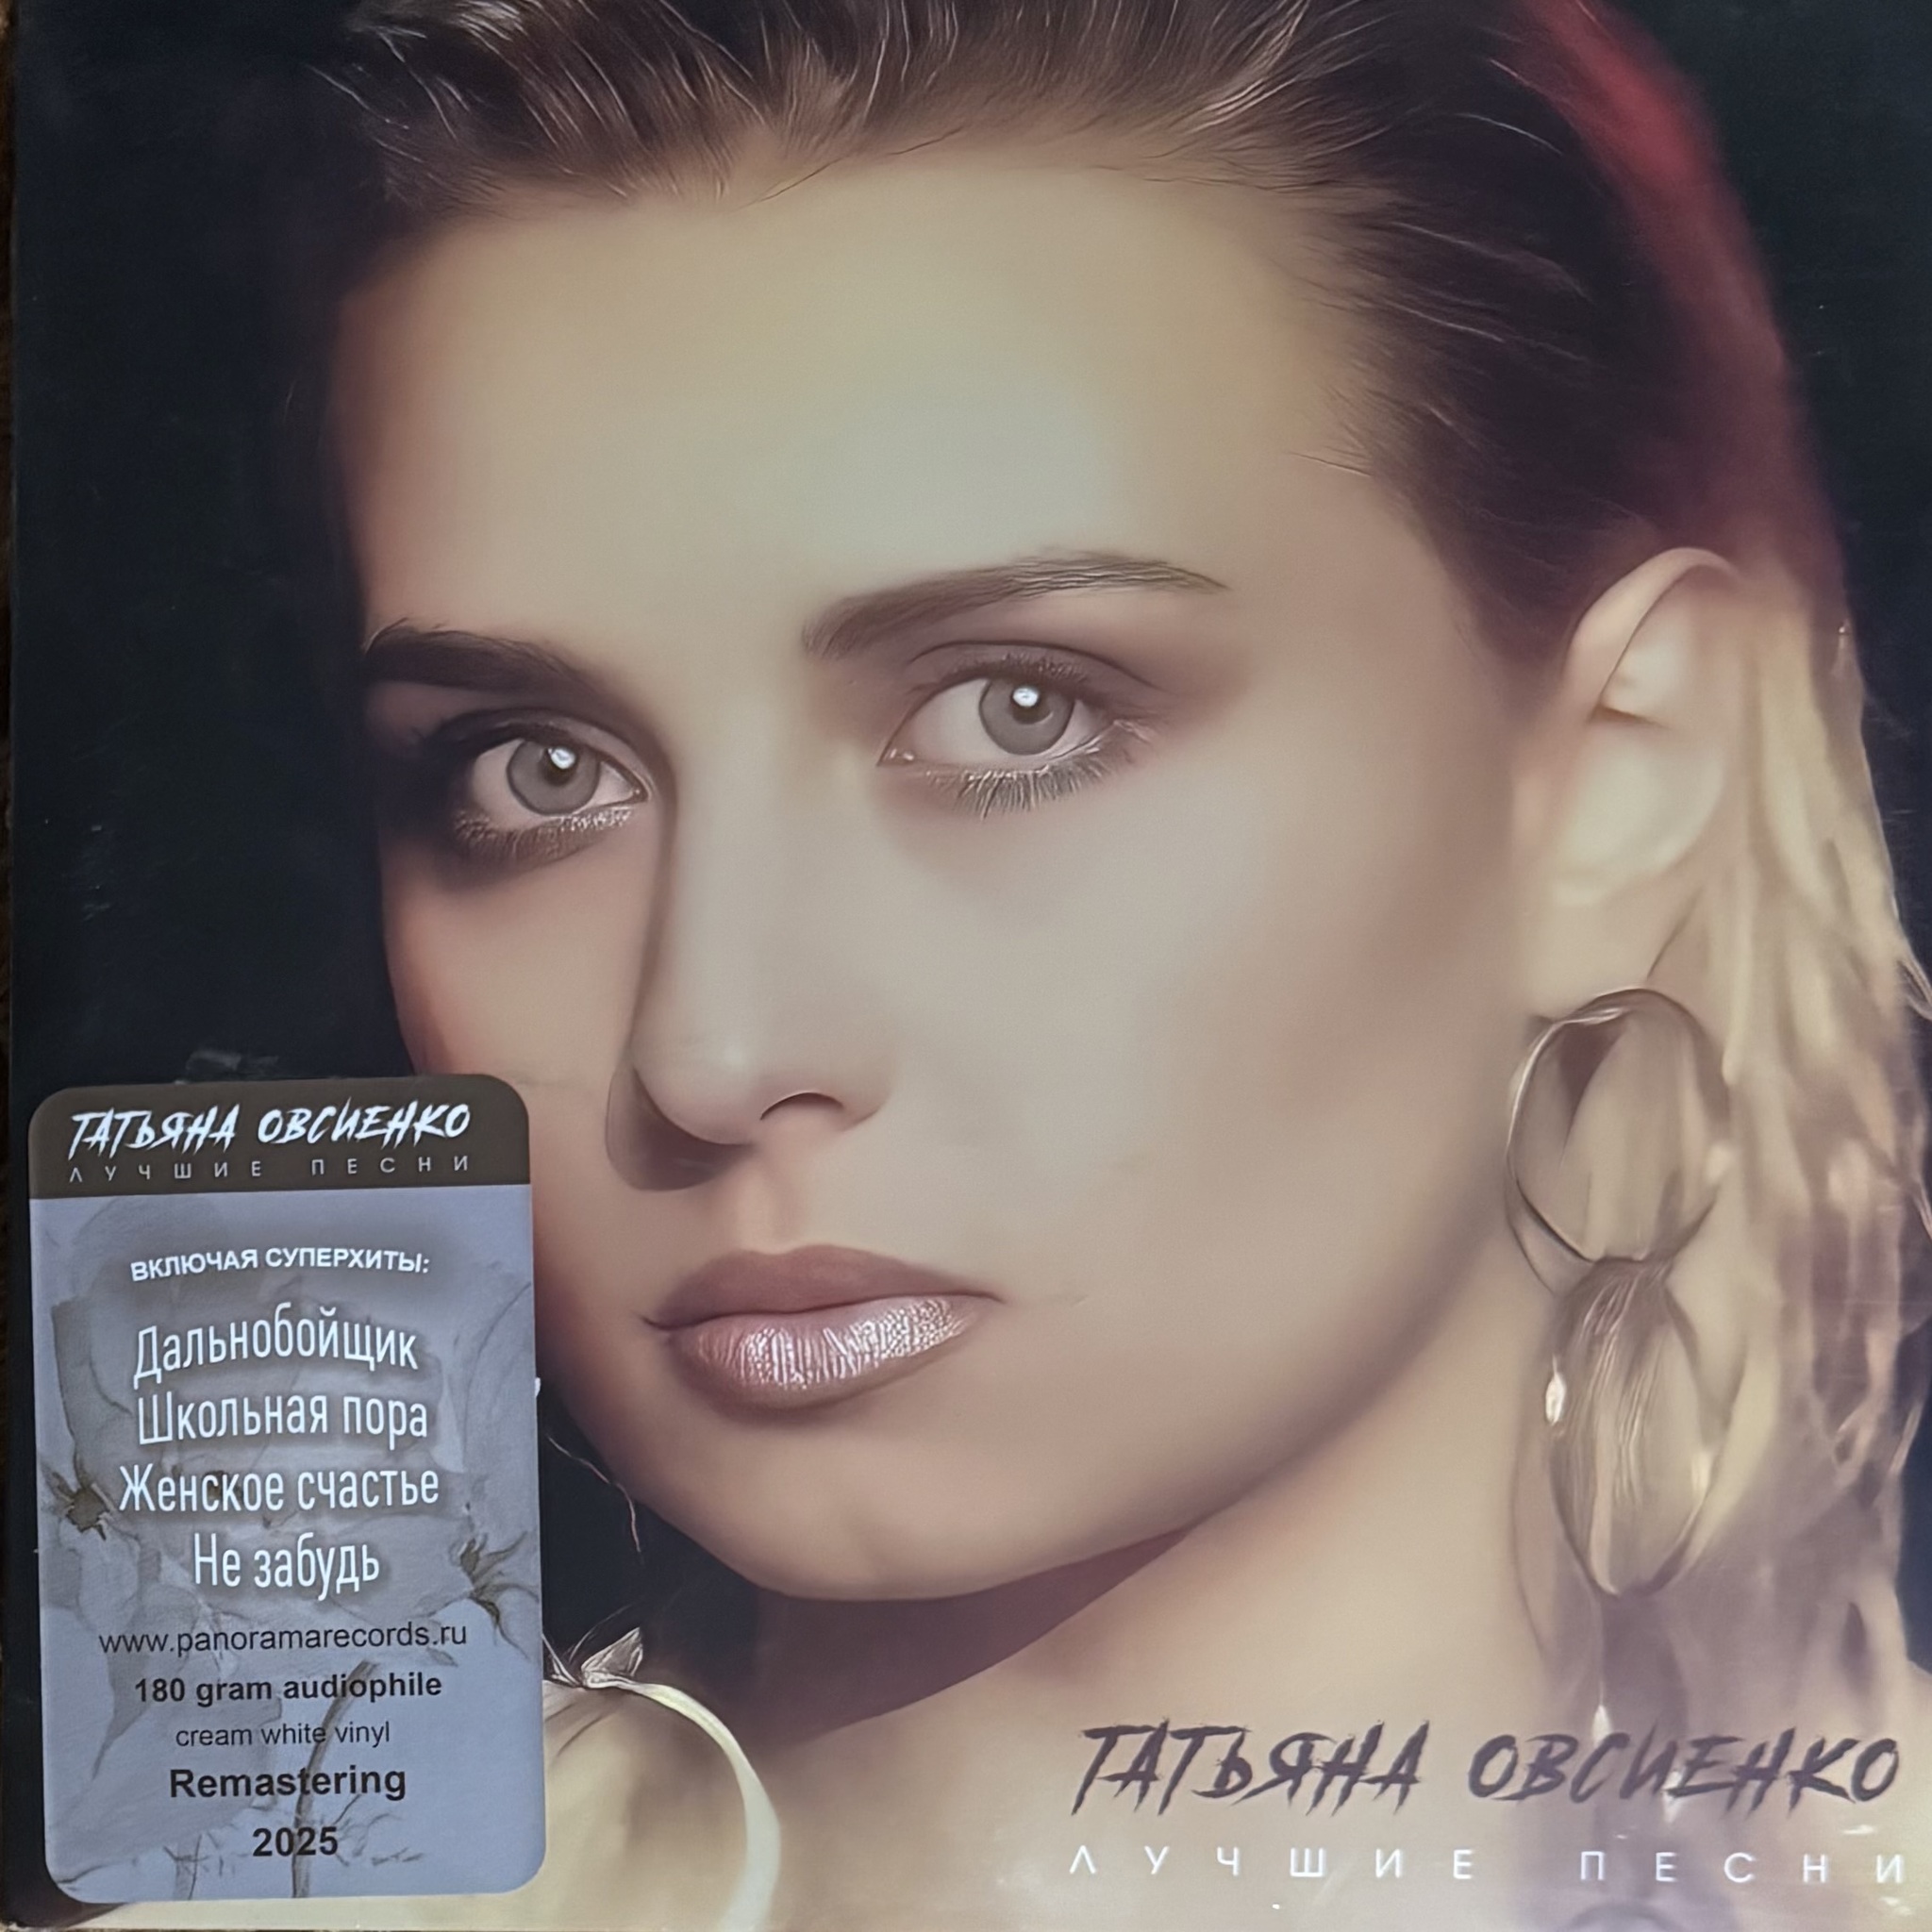 ТАТЬЯНА ОВСИЕНКО
ЛУЧШИЕ ПЕСНИ
ВКЛЮЧАЯ СУПЕРХИТЫ:
Дальнобойщик
Школьная пора
Женское счастье
Не забудь
www.panoramarecords.ru
180 gram audiophile
cream white vinyl
Remastering
2025
ТАТЬЯНА ОВСИЕНКО
ЛУЧШИЕ ПЕСНИ